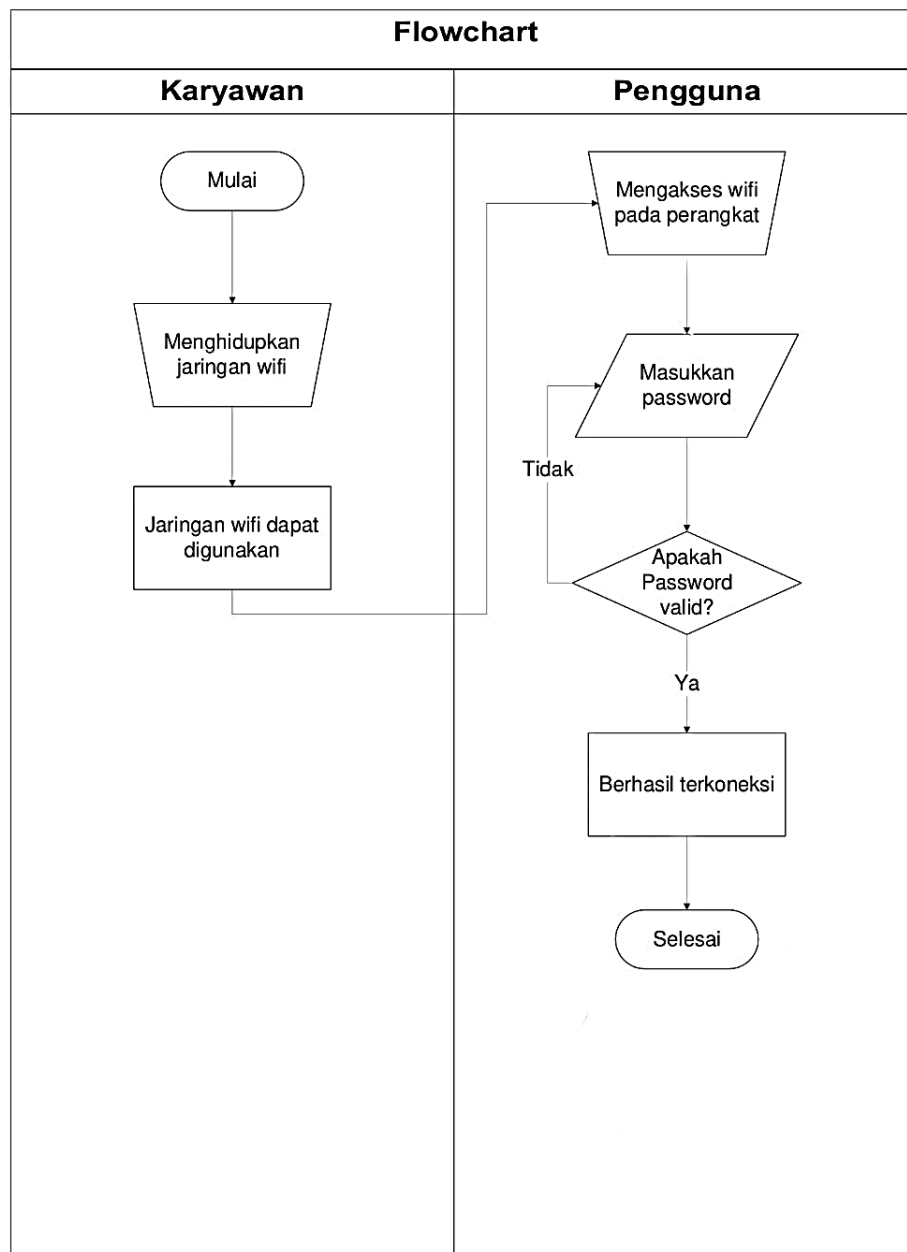 Flowchart
Karyawan
Pengguna
Mulai
Menghidupkan
jaringan wifi
Jaringan wifi dapat
digunakan
Mengakses wifi
pada perangkat
Masukkan
password
Tidak
Apakah
Password
valid?
Ya
Berhasil terkoneksi
Selesai